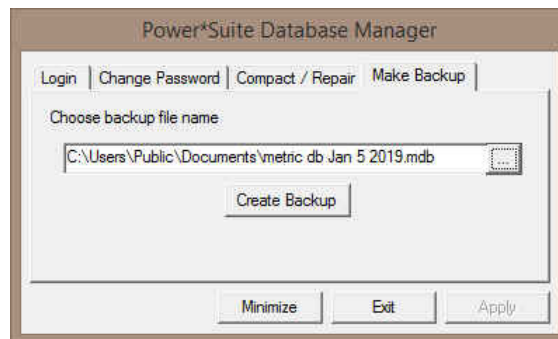 Power*Suite Database Manager
Login Change Password Compact / Repair Make Backup
Choose backup file name
C:\Users\Public\Documents\metric db Jan 5 2019.mdb ...
Create Backup
Minimize Exit Apply